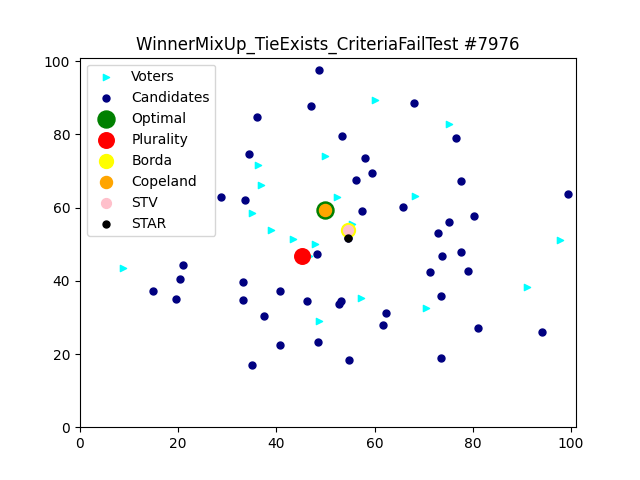 WinnerMixUp_TieExists_CriteriaFailTest #7976
Voters
Candidates
Optimal
Plurality
Borda
Copeland
STV
STAR
100
80
60
40
20
0
0 20 40 60 80 100